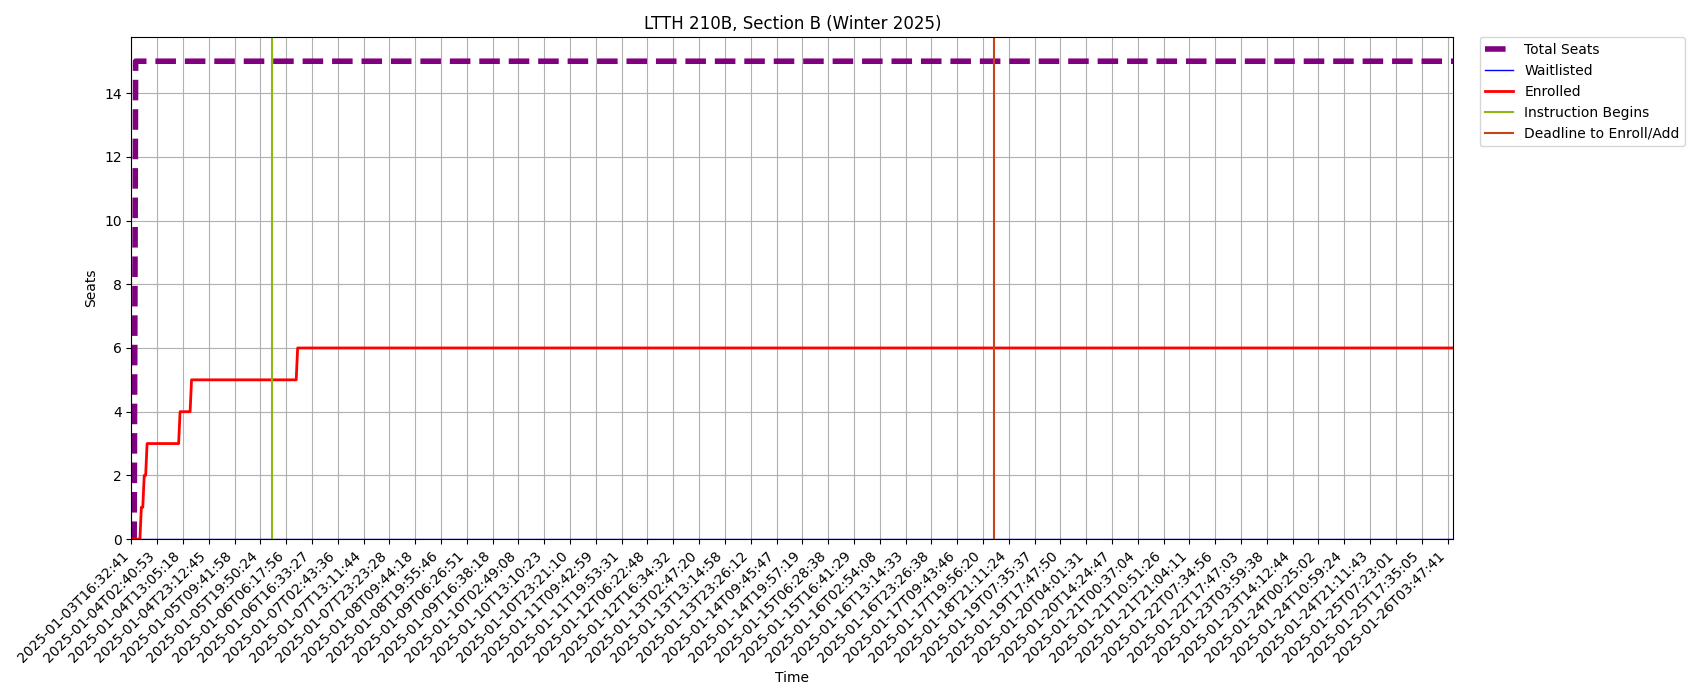 LTTH 210B, Section B (Winter 2025)
Total Seats
Waitlisted
Enrolled
Instruction Begins
Deadline to Enroll/Add
Seats
14
12
10
8
6
4
2
0
2025-01-03T16:32:41
2025-01-04T02:40:53
2025-01-04T13:05:18
2025-01-04T23:12:45
2025-01-05T09:41:58
2025-01-05T19:50:24
2025-01-06T06:17:56
2025-01-06T16:33:27
2025-01-07T02:43:36
2025-01-07T13:11:44
2025-01-07T23:23:28
2025-01-08T09:44:18
2025-01-08T19:55:46
2025-01-09T06:26:51
2025-01-09T16:38:18
2025-01-10T02:49:08
2025-01-10T13:10:23
2025-01-10T23:21:10
2025-01-11T09:42:59
2025-01-11T19:53:31
2025-01-12T06:22:48
2025-01-12T16:34:32
2025-01-13T02:47:20
2025-01-13T13:14:58
2025-01-13T23:26:12
2025-01-14T09:45:47
2025-01-14T19:57:19
2025-01-15T06:28:38
2025-01-15T16:41:29
2025-01-16T02:54:08
2025-01-16T13:14:33
2025-01-16T23:26:38
2025-01-17T09:43:46
2025-01-17T19:56:20
2025-01-18T21:11:24
2025-01-19T07:35:37
2025-01-19T17:47:50
2025-01-20T04:01:31
2025-01-20T14:24:47
2025-01-21T00:37:04
2025-01-21T10:51:26
2025-01-21T21:04:11
2025-01-22T07:34:56
2025-01-22T17:47:03
2025-01-23T03:59:38
2025-01-23T14:12:44
2025-01-24T00:25:02
2025-01-24T10:59:24
2025-01-24T21:11:43
2025-01-25T07:23:01
2025-01-25T17:35:05
2025-01-26T03:47:41
Time